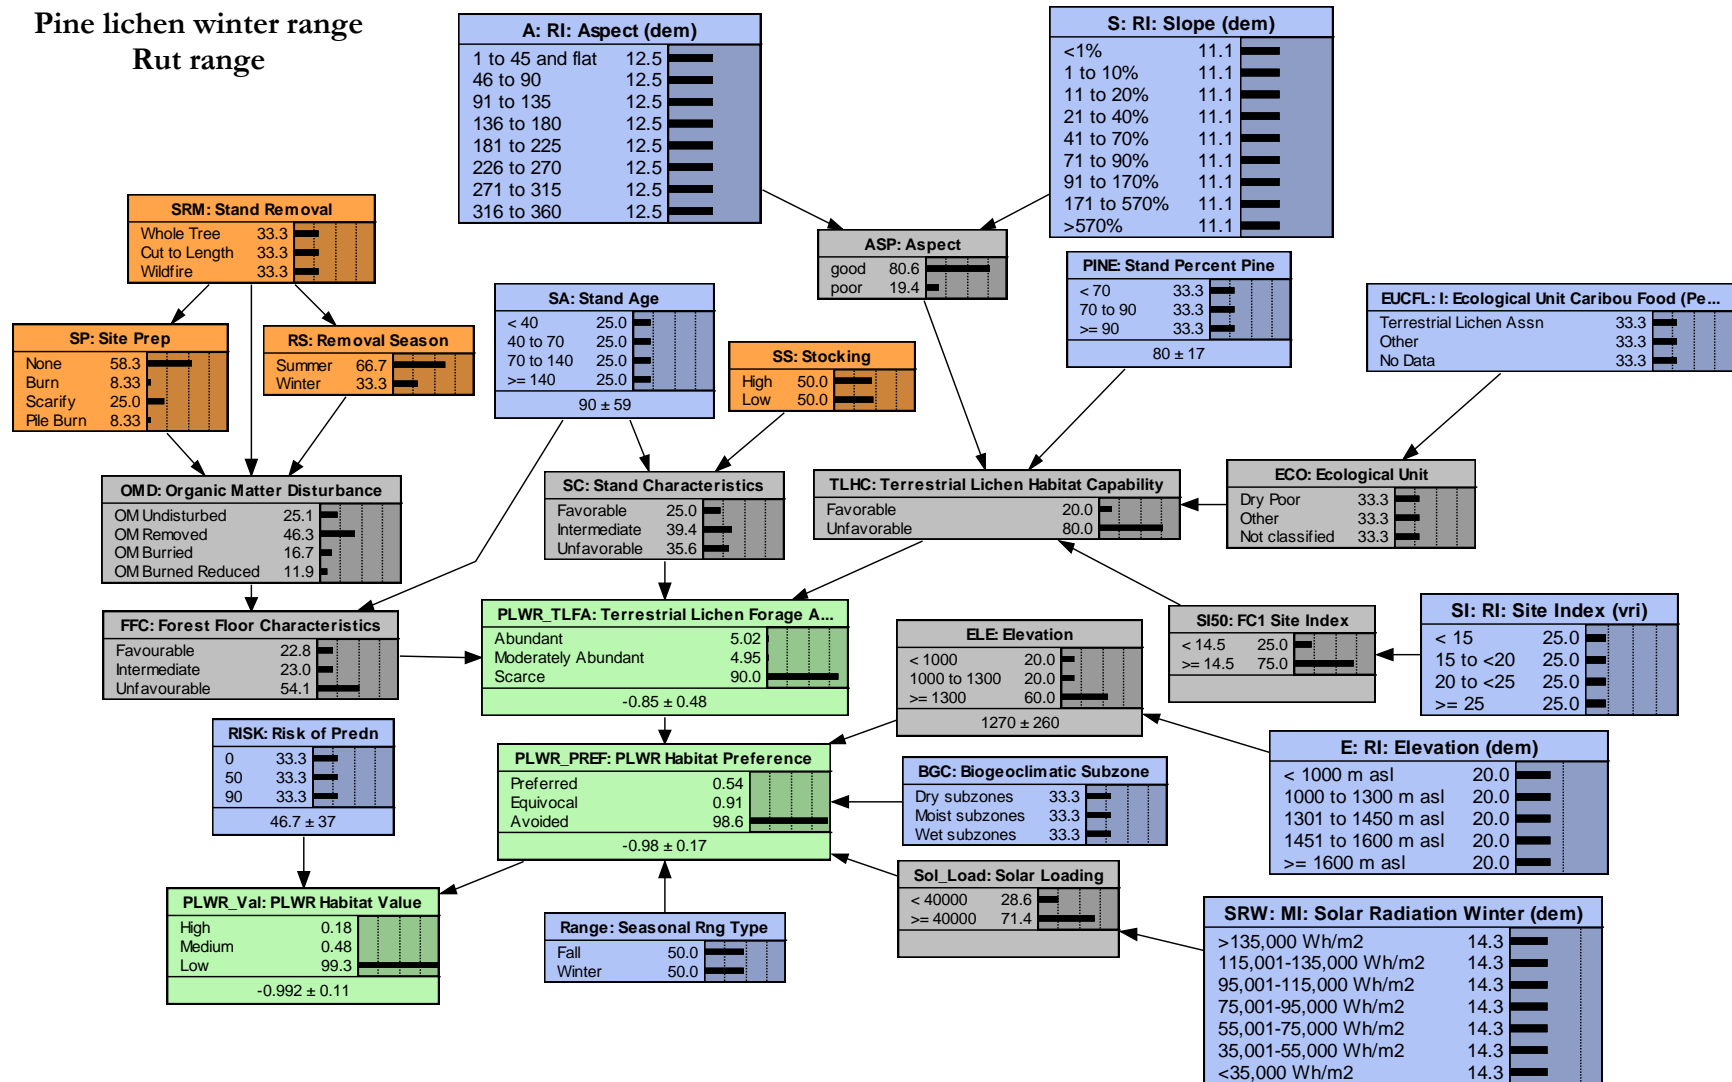 Pine lichen winter range
Rut range
A: RI: Aspect (dem)
1 to 45 and flat 12.5
46 to 90 12.5
91 to 135 12.5
136 to 180 12.5
181 to 225 12.5
226 to 270 12.5
271 to 315 12.5
316 to 360 12.5
S: RI: Slope (dem)
<1% 11.1
1 to 10% 11.1
11 to 20% 11.1
21 to 40% 11.1
41 to 70% 11.1
71 to 90% 11.1
91 to 170% 11.1
171 to 570% 11.1
>570% 11.1
SRM: Stand Removal
Whole Tree 33.3
Cut to Length 33.3
Wildfire 33.3
ASP: Aspect
good 80.6
poor 19.4
PINE: Stand Percent Pine
< 70 33.3
70 to 90 33.3
>= 90 33.3
80 ± 17
EUCFL: I: Ecological Unit Caribou Food (Pe...
Terrestrial Lichen Assn 33.3
Other 33.3
No Data 33.3
SP: Site Prep
None 58.3
Burn 8.33
Scarify 25.0
Pile Burn 8.33
RS: Removal Season
Summer 66.7
Winter 33.3
SA: Stand Age
< 40 25.0
40 to 70 25.0
70 to 140 25.0
>= 140 25.0
90 ± 59
SS: Stocking
High 50.0
Low 50.0
OMD: Organic Matter Disturbance
OM Undisturbed 25.1
OM Removed 46.3
OM Burried 16.7
OM Burned Reduced 11.9
SC: Stand Characteristics
Favorable 25.0
Intermediate 39.4
Unfavorable 35.6
TLHC: Terrestrial Lichen Habitat Capability
Favorable 20.0
Unfavorable 80.0
ECO: Ecological Unit
Dry Poor 33.3
Other 33.3
Not classified 33.3
FFC: Forest Floor Characteristics
Favourable 22.8
Intermediate 23.0
Unfavourable 54.1
PLWR_TLFA: Terrestrial Lichen Forage A...
Abundant 5.02
Moderately Abundant 4.95
Scarce 90.0
-0.85 ± 0.48
ELE: Elevation
< 1000 20.0
1000 to 1300 20.0
>= 1300 60.0
1270 ± 260
SI50: FC1 Site Index
< 14.5 25.0
>= 14.5 75.0
SI: RI: Site Index (vri)
< 15 25.0
15 to <20 25.0
20 to <25 25.0
>= 25 25.0
RISK: Risk of Predn
0 33.3
50 33.3
90 33.3
46.7 ± 37
PLWR_PREF: PLWR Habitat Preference
Preferred 0.54
Equivocal 0.91
Avoided 98.6
-0.98 ± 0.17
BGC: Biogeoclimatic Subzone
Dry subzones 33.3
Moist subzones 33.3
Wet subzones 33.3
E: RI: Elevation (dem)
< 1000 m asl 20.0
1000 to 1300 m asl 20.0
1301 to 1450 m asl 20.0
1451 to 1600 m asl 20.0
>= 1600 m asl 20.0
PLWR_Val: PLWR Habitat Value
High 0.18
Medium 0.48
Low 99.3
-0.992 ± 0.11
Range: Seasonal Rng Type
Fall 50.0
Winter 50.0
Sol_Load: Solar Loading
< 40000 28.6
>= 40000 71.4
SRW: MI: Solar Radiation Winter (dem)
>135,000 Wh/m2 14.3
115,001-135,000 Wh/m2 14.3
95,001-115,000 Wh/m2 14.3
75,001-95,000 Wh/m2 14.3
55,001-75,000 Wh/m2 14.3
35,001-55,000 Wh/m2 14.3
<35,000 Wh/m2 14.3